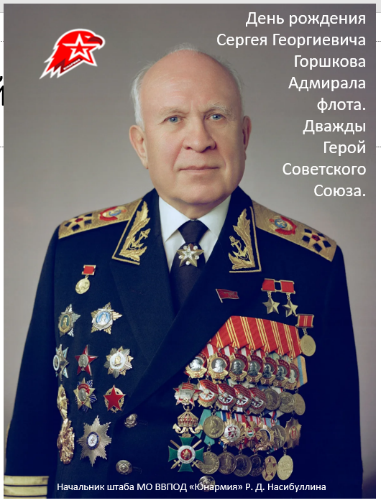 День рождения
Сергея Георгиевича
Горшкова
Адмирала
флота.
Дважды
Герой
Советского
Союза.
Начальник штаба МО ВВПОД «Юнармия» Р. Д. Насибуллина